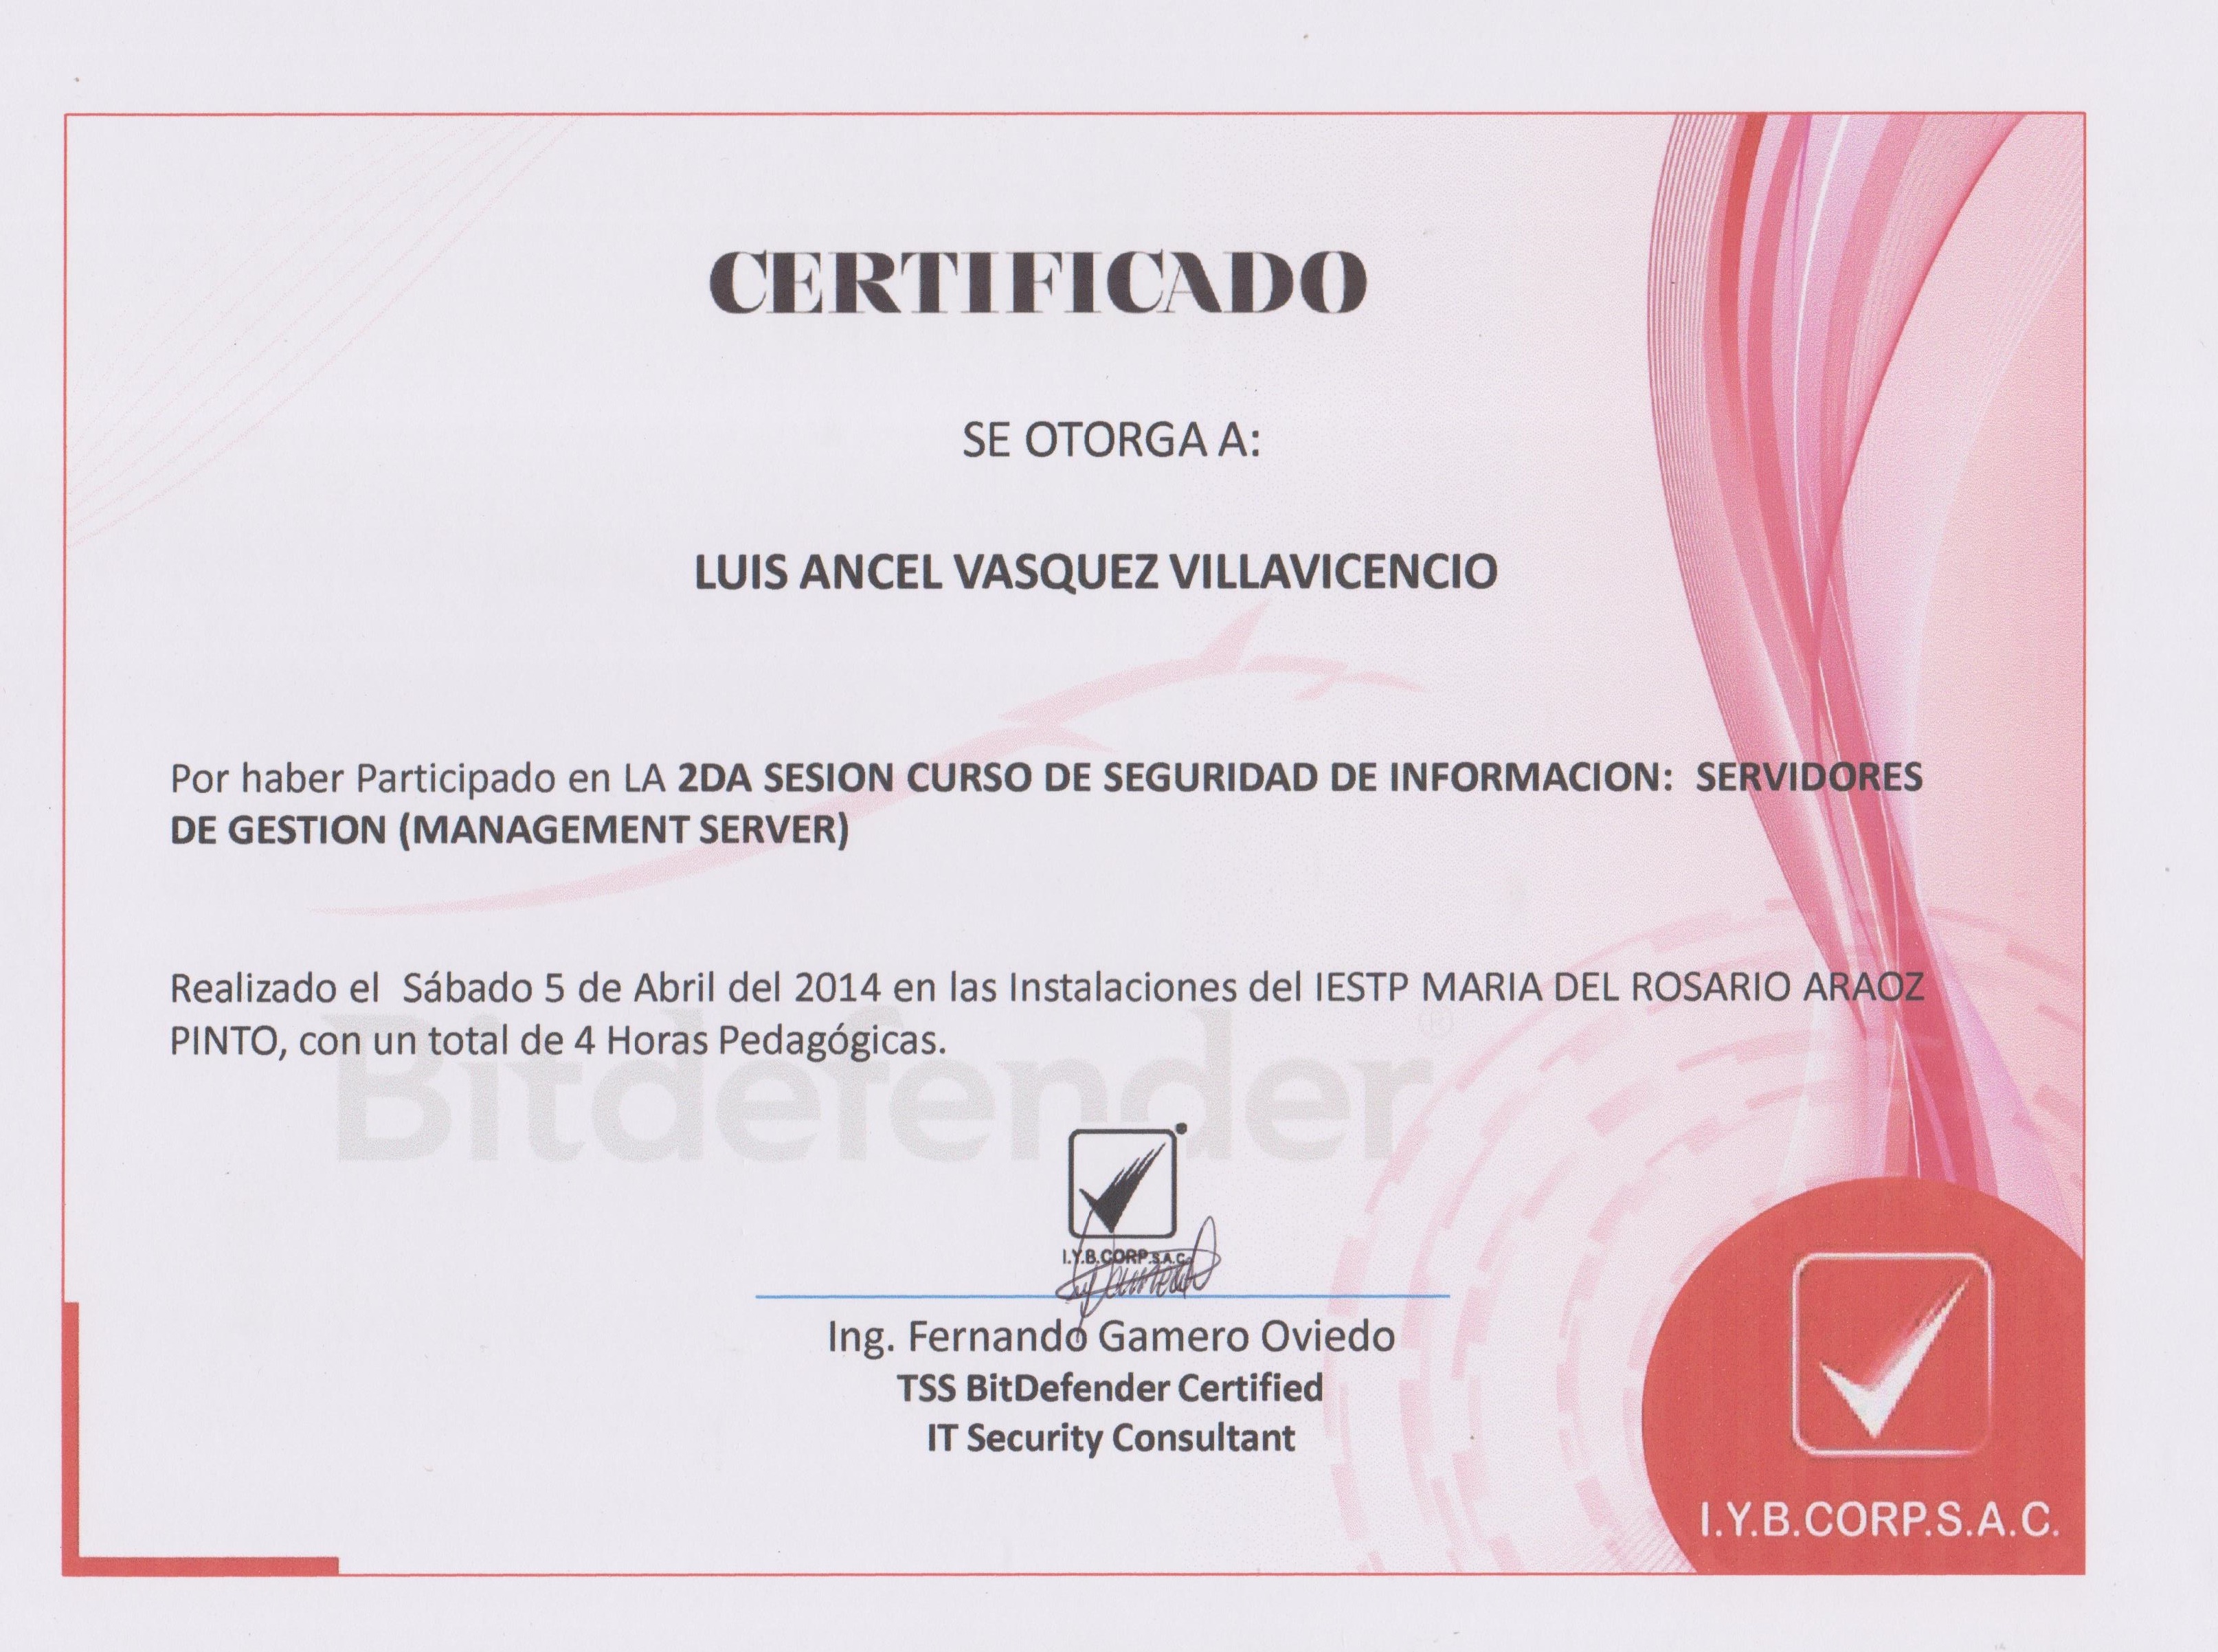 CERTIFICADO
SE OTORGA A:
LUIS ANCEL VASQUEZ VILLAVICENCIO
Por haber Participado en LA 2DA SESION CURSO DE SEGURIDAD DE INFORMACION: SERVIDORES
DE GESTION (MANAGEMENT SERVER)
Realizado el Sábado 5 de Abril del 2014 en las Instalaciones del IESTP MARIA DEL ROSARIO ARAOZ
PINTO, con un total de 4 Horas Pedagógicas.
Bitdefender®
I.Y.B.CORP.S.A.C.
Ing. Fernando Gamero Oviedo
TSS BitDefender Certified
IT Security Consultant
I.Y.B.CORP.S.A.C.